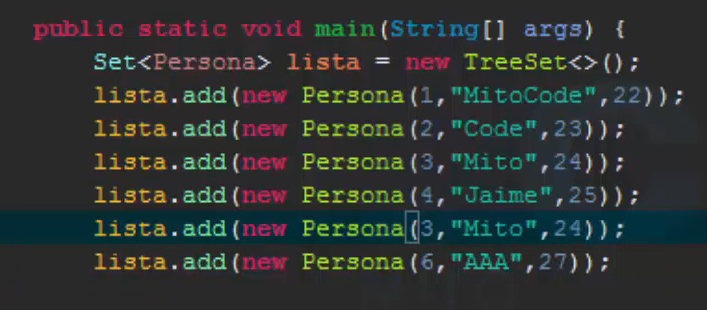 public static void main(String[] args) {
Set<Persona> lista = new TreeSet<>();
lista.add(new Persona(1,"MitoCode",22));
lista.add(new Persona(2,"Code",23));
lista.add(new Persona(3,"Mito",24));
lista.add(new Persona(4,"Jaime",25));
lista.add(new Persona(3,"Mito",24));
lista.add(new Persona(6,"AAA",27));